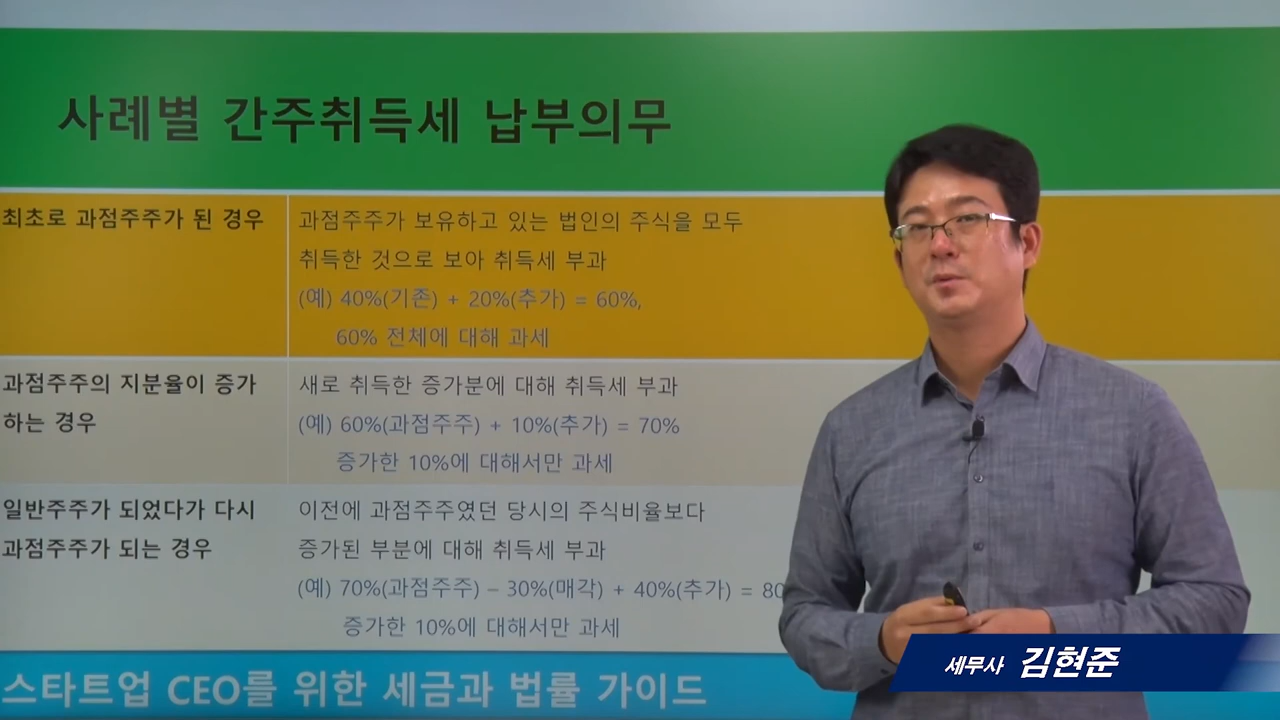 사례별 간주취득세 납부의무
최초로 과점주주가 된 경우
과점주주가 보유하고 있는 법인의 주식을 모두
취득한 것으로 보아 취득세 부과
(예) 40%(기존) + 20%(추가) = 60%,
60% 전체에 대해 과세
과점주주의 지분율이 증가
하는 경우
새로 취득한 증가분에 대해 취득세 부과
(예) 60%(과점주주) + 10%(추가) = 70%
증가한 10%에 대해서만 과세
일반주주가 되었다가 다시
과점주주가 되는 경우
이전에 과점주주였던 당시의 주식비율보다
증가된 부분에 대해 취득세 부과
(예) 70%(과점주주) – 30%(매각) + 40%(추가) = 80
증가한 10%에 대해서만 과세
스타트업 CEO를 위한 세금과 법률 가이드
세무사 김현준